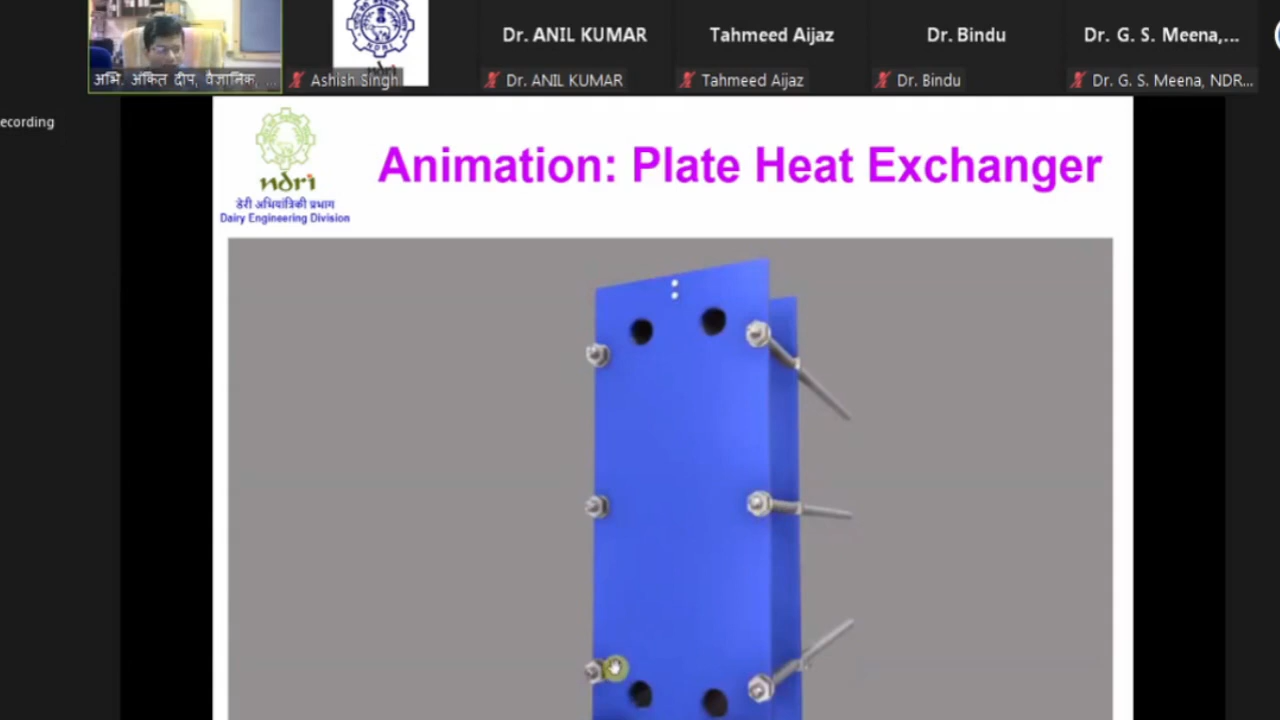 Dr. ANIL KUMAR
Tahmeed Aijaz
Dr. Bindu
Dr. G. S. Meena,...
अभि. अंकित दीप, वैज्ञानिक, ...
Ashish Singh
Dr. ANIL KUMAR
Tahmeed Aijaz
Dr. Bindu
Dr. G. S. Meena, NDR...
ecording
Animation: Plate Heat Exchanger
ndri
डेरी अभियांत्रिकी प्रभाग
Dairy Engineering Division